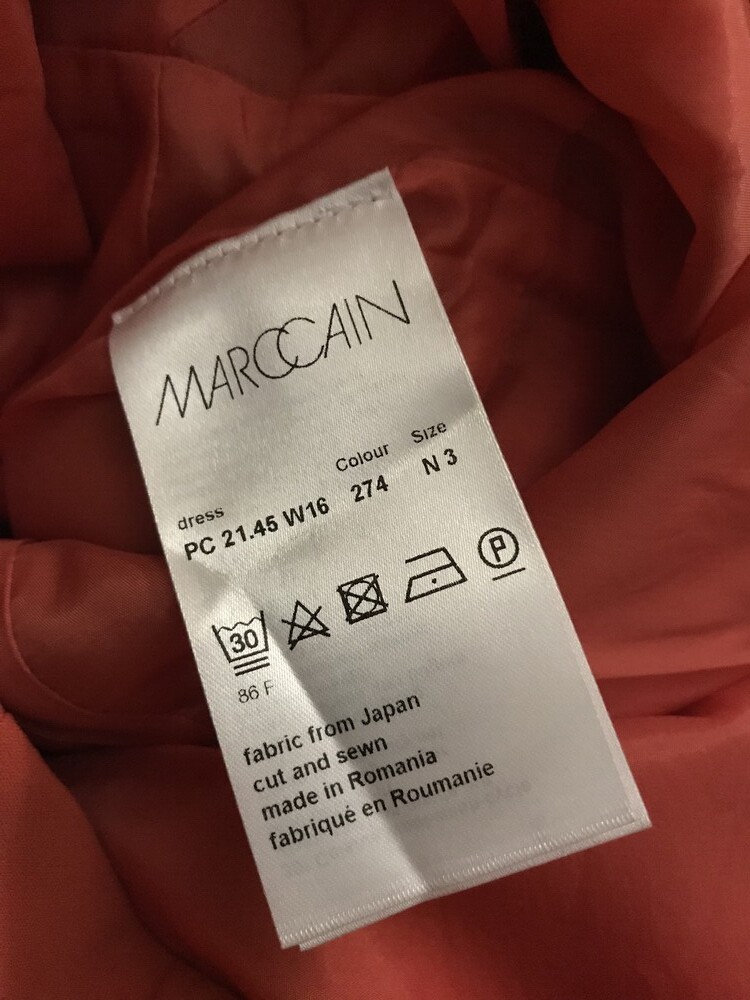 MARCCAIN
dress Colour Size
PC 21.45 W16 274 N 3
30 P
86 F
fabric from Japan
cut and sewn
made in Romania
fabriqué en Roumanie